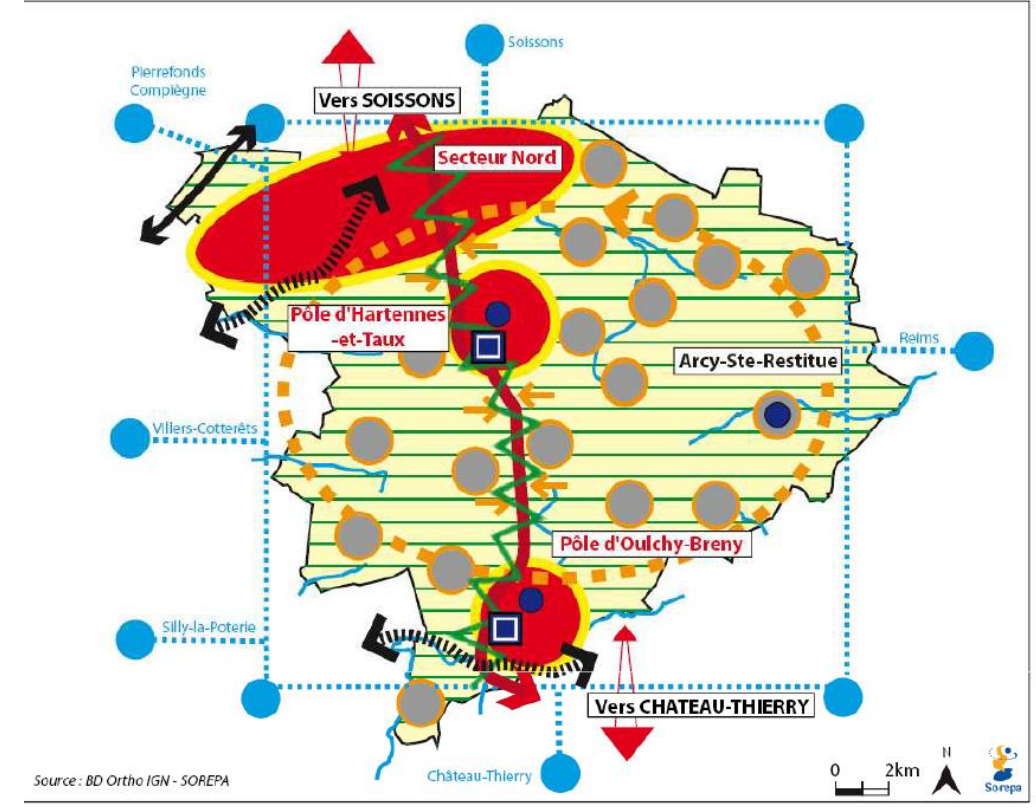 Soissons
Pierrefonds
Compiègne
Vers SOISSONS
Secteur Nord
Pôle d'Hartennes
-et-Taux
Reims
Arcy-Ste-Restitue
Villers-Cotterêts
Pôle d'Oulchy-Breny
Silly-la-Poterie
Vers CHATEAU-THIERRY
Château-Thierry
Source : BD Ortho IGN - SOREPA
0 2km
N
Sorepa